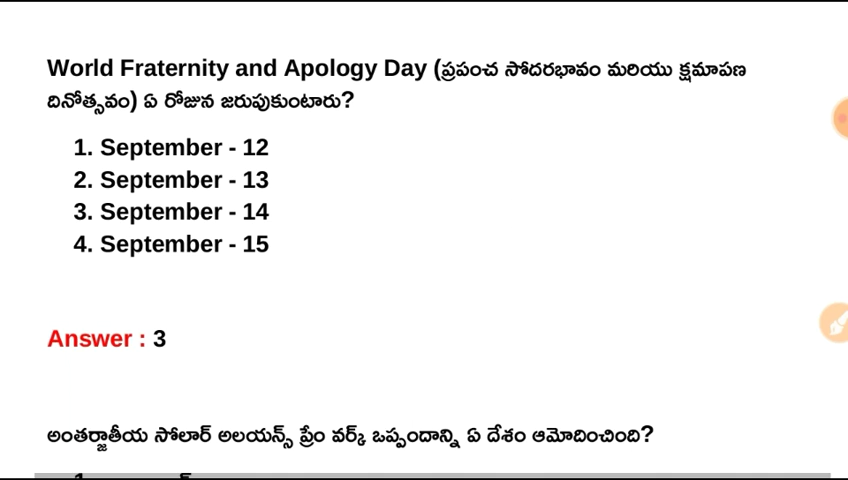 World Fraternity and Apology Day (ప్రపంచ సోదరభావం మరియు క్షమాపణ
దినోత్సవం) ఏ రోజున జరుపుకుంటారు?
1. September - 12
2. September - 13
3. September - 14
4. September - 15
Answer : 3
అంతర్జాతీయ సోలార్ అలయన్స్ ఫ్రేం వర్క్ ఒప్పందాన్ని ఏ దేశం ఆమోదించింది?